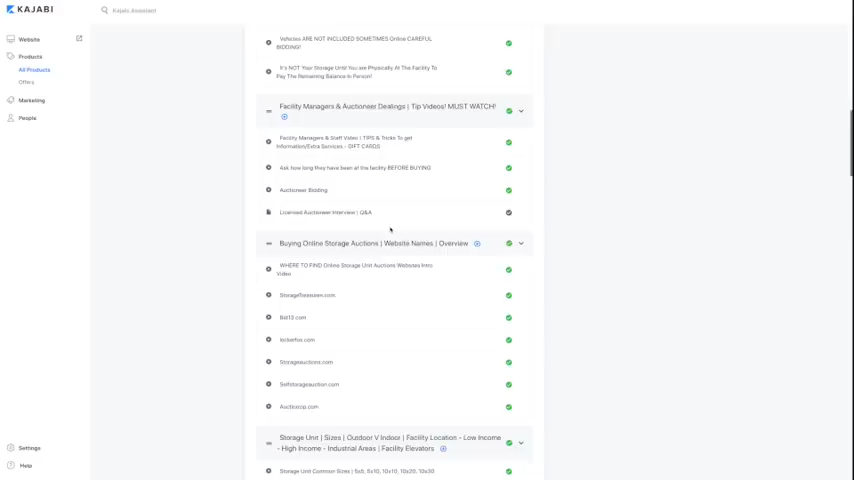 KAJABI
Kajabi Assistant
Website
Products
All Products
Offers
Marketing
People
Settings
Help
Vehicles ARE NOT INCLUDED SOMETIMES Online CAREFUL
BIDDING!
It's NOT Your Storage Until You are Physically At The Facility To
Pay The Remaining Balance In Person!
Facility Managers & Auctioneer Dealings | Tip Videos! MUST WATCH!
Facility Managers & Staff Video | TIPS & Tricks To get
Information/Extra Services - GIFT CARDS
Ask how long they have been at the facility BEFORE BUYING
Auctioneer Bidding
Licensed Auctioneer Interview | Q&A
Buying Online Storage Auctions | Website Names | Overview
WHERE TO FIND Online Storage Unit Auctions Websites Intro
Video
StorageTreasures.com
Bid13.com
lockerfox.com
Storageauctions.com
Selfstorageauction.com
Storage Unit | Sizes | Outdoor V Indoor | Facility Location - Low Income
- High Income - Industrial Areas | Facility Elevators
Storage Unit Common Sizes | 5x5, 5x10, 10x10, 10x20, 10x30